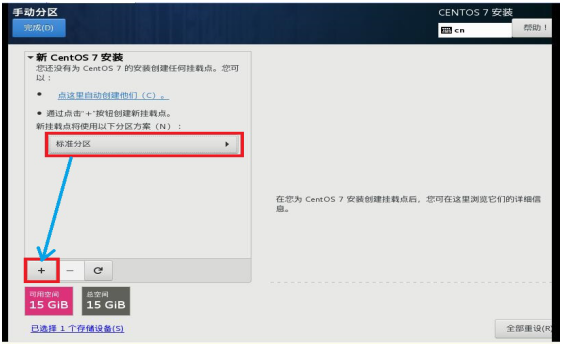 手动分区
CENTOS 7 安装
完成(D)
cn
帮助！
新 CentOS 7 安装
您还没有为 CentOS 7 的安装创建任何挂载点。您可
以：
点这里自动创建他们（C）。
通过点击"+"按钮创建新挂载点。
新挂载点将使用以下分区方案（N）：
标准分区
在您为 CentOS 7 安装创建挂载点后，您可在这里浏览它们的详细信
息。
+ −
可用空间
15 GiB
总空间
15 GiB
已选择 1 个存储设备(S)
全部重设(R